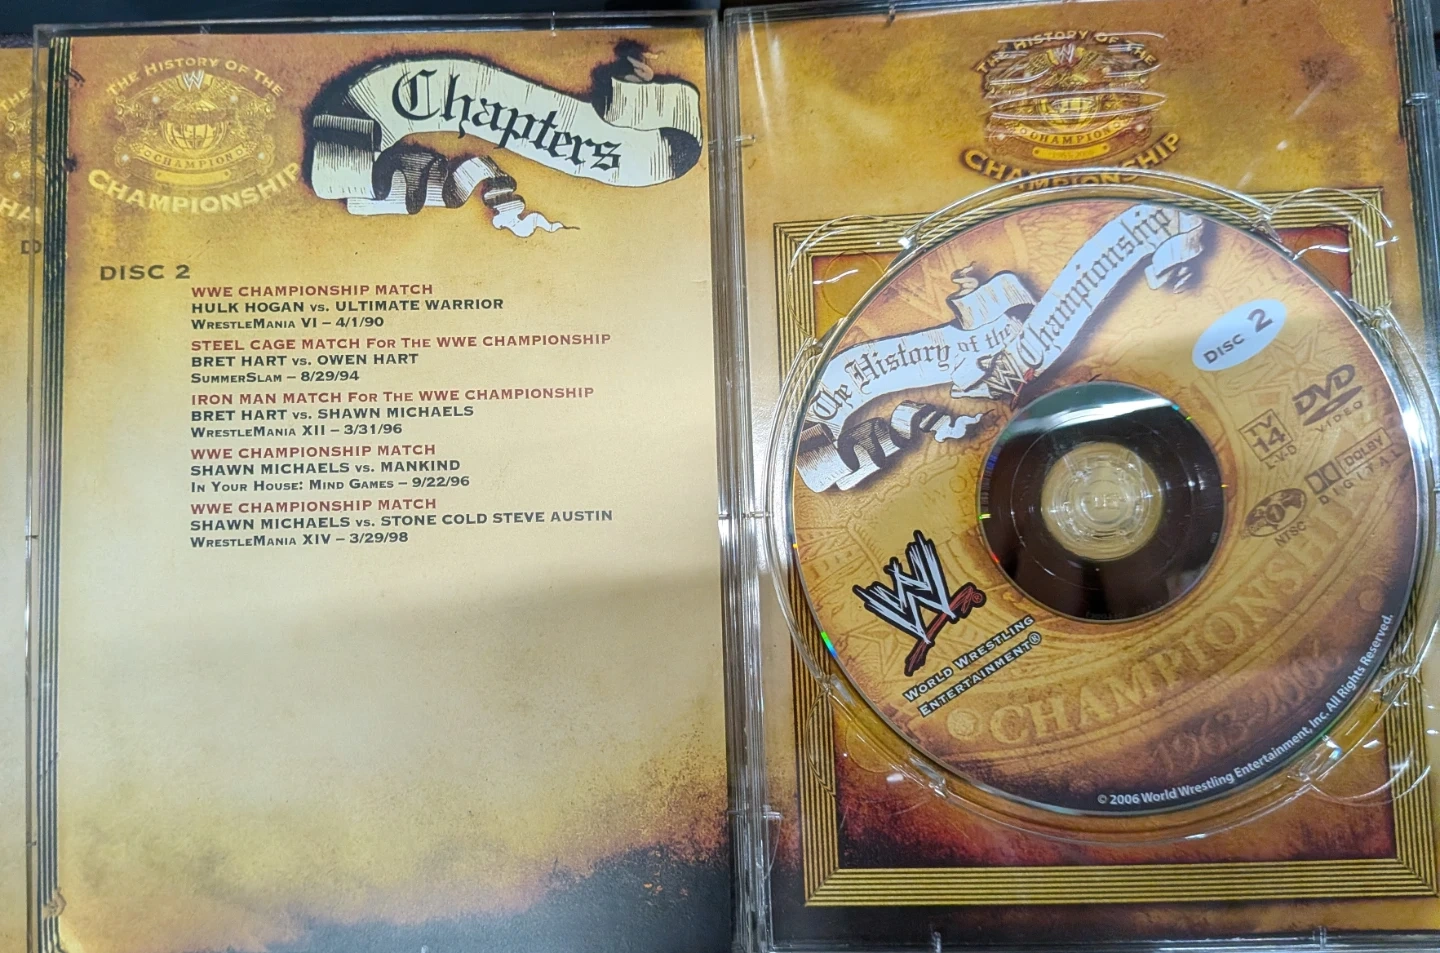 THE HISTORY OF THE
W
CHAMPION
CHAMPIONSHIP
Chapters
DISC 2
WWE CHAMPIONSHIP MATCH
HULK HOGAN vs. ULTIMATE WARRIOR
WRESTLEMANIA VI – 4/1/90
STEEL CAGE MATCH FOR THE WWE CHAMPIONSHIP
BRET HART vs. OWEN HART
SUMMERSLAM – 8/29/94
IRON MAN MATCH FOR THE WWE CHAMPIONSHIP
BRET HART vs. SHAWN MICHAELS
WRESTLEMANIA XII – 3/31/96
WWE CHAMPIONSHIP MATCH
SHAWN MICHAELS vs. MANKIND
IN YOUR HOUSE: MIND GAMES – 9/22/96
WWE CHAMPIONSHIP MATCH
SHAWN MICHAELS vs. STONE COLD STEVE AUSTIN
WRESTLEMANIA XIV – 3/29/98
THE HISTORY OF THE
CHAMPION
CHAMPIONSHIP
The History of the
W Championship
DISC 2
DVD
VIDEO
TV
14
L-V-D
DOLBY
DIGITAL
NTSC
W
WORLD WRESTLING
ENTERTAINMENT®
CHAMPIONSHIP
1963-2006
© 2006 World Wrestling Entertainment, Inc. All Rights Reserved.